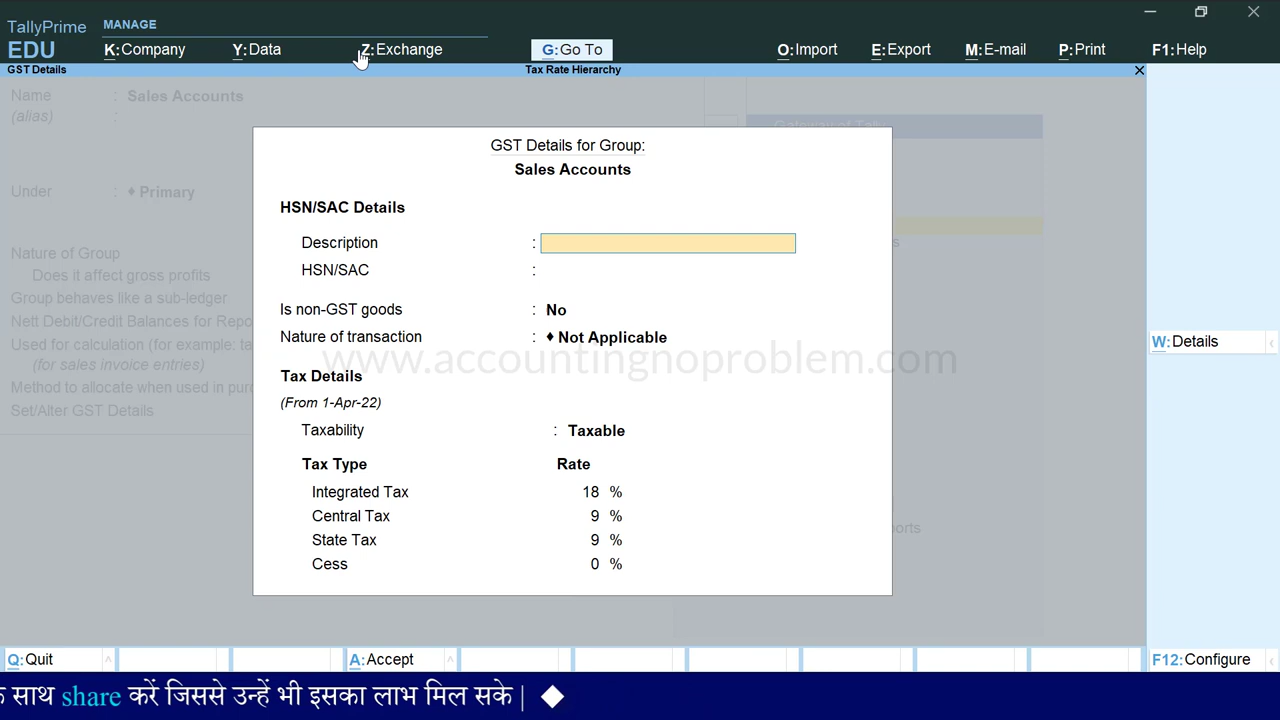 TallyPrime
EDU
MANAGE
K:Company Y:Data Z:Exchange G:Go To O:Import E:Export M:E-mail P:Print F1:Help
GST Details Tax Rate Hierarchy
Name : Sales Accounts
(alias) :
Under : ♦ Primary
Nature of Group
Does it affect gross profits
Group behaves like a sub-ledger
Nett Debit/Credit Balances for Repo
Used for calculation (for example: ta
(for sales invoice entries)
Method to allocate when used in pur
Set/Alter GST Details
Gateway of Tally
GST Details for Group:
Sales Accounts
HSN/SAC Details
Description :
HSN/SAC :
Is non-GST goods : No
Nature of transaction : ♦ Not Applicable
www.accountingnoproblem.com
Tax Details
(From 1-Apr-22)
Taxability : Taxable
Tax Type Rate
Integrated Tax 18 %
Central Tax 9 %
State Tax 9 %
Cess 0 %
W:Details
Q:Quit A:Accept F12:Configure
के साथ share करें जिससे उन्हें भी इसका लाभ मिल सके |